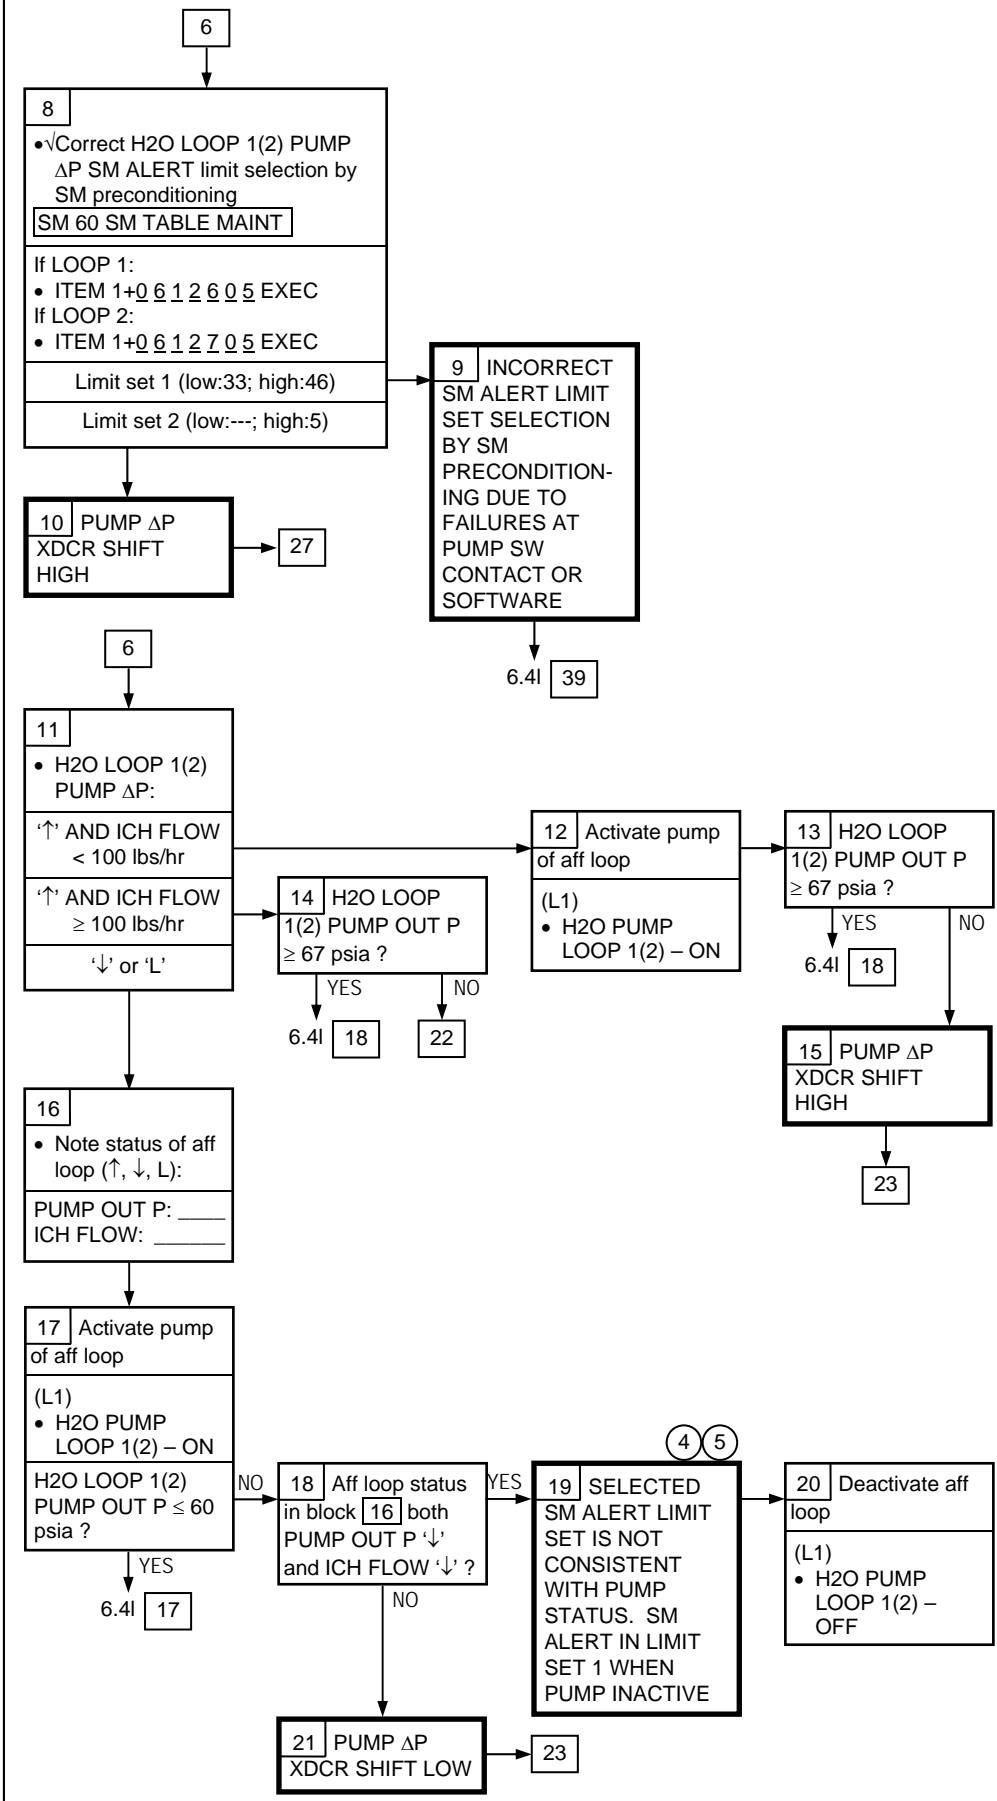 6
8
•√Correct H2O LOOP 1(2) PUMP
∆P SM ALERT limit selection by
SM preconditioning
SM 60 SM TABLE MAINT
If LOOP 1:
• ITEM 1+0 6 1 2 6 0 5 EXEC
If LOOP 2:
• ITEM 1+0 6 1 2 7 0 5 EXEC
Limit set 1 (low:33; high:46)
Limit set 2 (low:---; high:5)
9 INCORRECT
SM ALERT LIMIT
SET SELECTION
BY SM
PRECONDITION-
ING DUE TO
FAILURES AT
PUMP SW
CONTACT OR
SOFTWARE
6.4l 39
10 PUMP ∆P
XDCR SHIFT
HIGH
27
6
11
• H2O LOOP 1(2)
PUMP ∆P:
‘↑’ AND ICH FLOW
< 100 lbs/hr
‘↑’ AND ICH FLOW
≥ 100 lbs/hr
‘↓’ or ‘L’
12 Activate pump
of aff loop
(L1)
• H2O PUMP
LOOP 1(2) – ON
13 H2O LOOP
1(2) PUMP OUT P
≥ 67 psia ?
YES
NO
6.4l 18
14 H2O LOOP
1(2) PUMP OUT P
≥ 67 psia ?
YES
NO
6.4l 18
22
15 PUMP ∆P
XDCR SHIFT
HIGH
23
16
• Note status of aff
loop (↑, ↓, L):
PUMP OUT P: ____
ICH FLOW: ______
17 Activate pump
of aff loop
(L1)
• H2O PUMP
LOOP 1(2) – ON
H2O LOOP 1(2)
PUMP OUT P ≤ 60
psia ?
NO
YES
6.4l 17
18 Aff loop status
in block 16 both
PUMP OUT P ‘↓’
and ICH FLOW ‘↓’ ?
YES
NO
4 5
19 SELECTED
SM ALERT LIMIT
SET IS NOT
CONSISTENT
WITH PUMP
STATUS. SM
ALERT IN LIMIT
SET 1 WHEN
PUMP INACTIVE
20 Deactivate aff
loop
(L1)
• H2O PUMP
LOOP 1(2) –
OFF
21 PUMP ∆P
XDCR SHIFT LOW
23